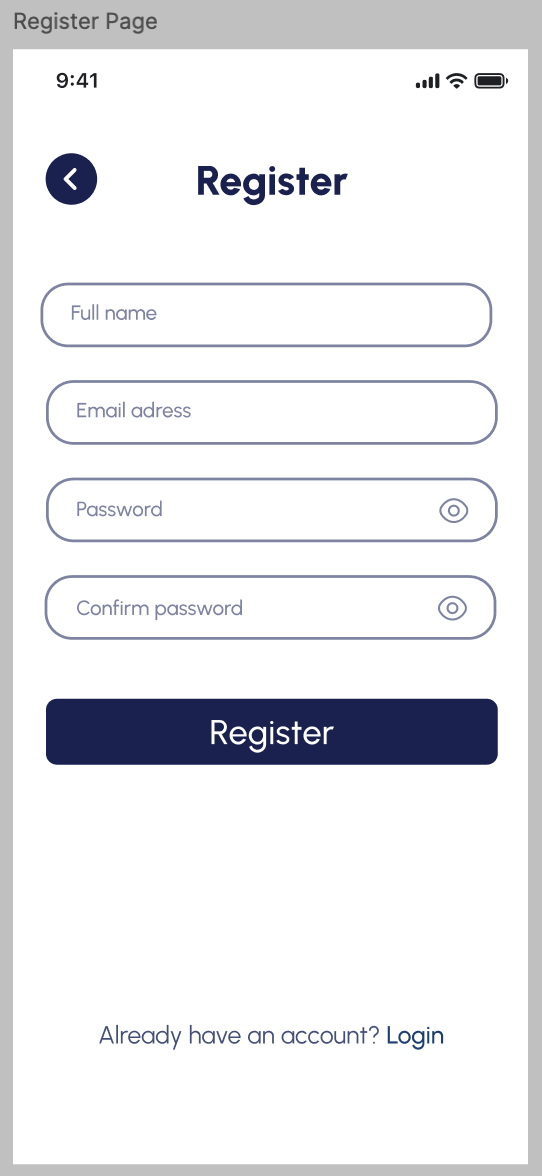 Register Page
9:41
Register
Full name
Email adress
Password
Confirm password
Register
Already have an account? Login